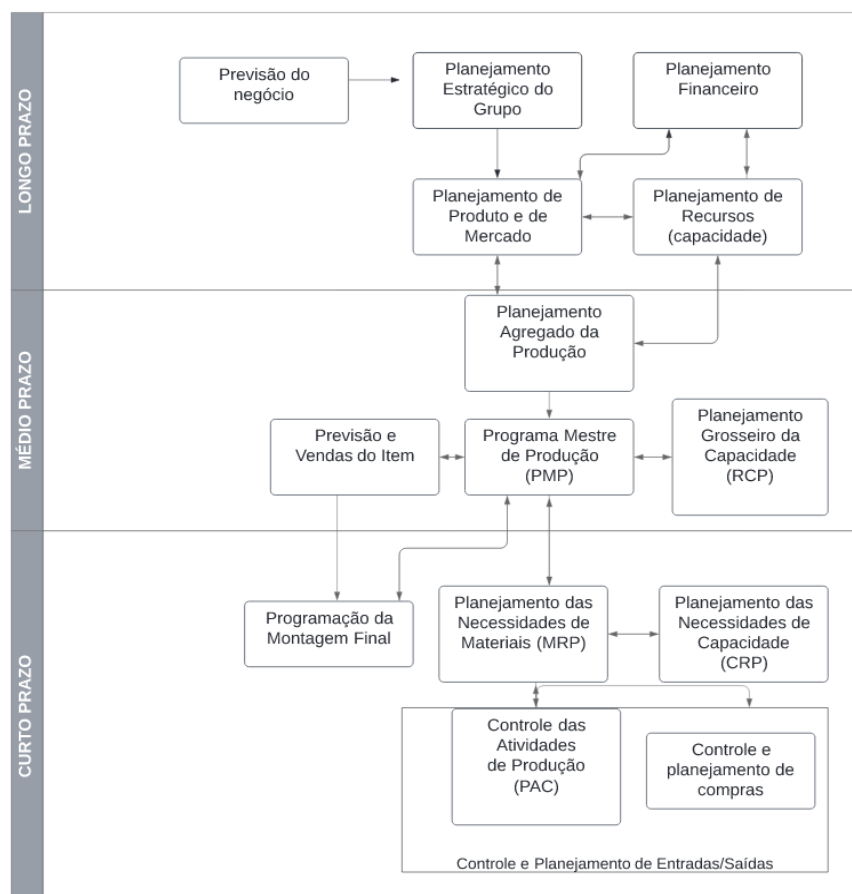 LONGO PRAZO
Previsão do
negócio
Planejamento
Estratégico do
Grupo
Planejamento
Financeiro
Planejamento de
Produto e de
Mercado
Planejamento de
Recursos
(capacidade)
MÉDIO PRAZO
Planejamento
Agregado da
Produção
Previsão e
Vendas do Item
Programa Mestre
de Produção
(PMP)
Planejamento
Grosseiro da
Capacidade
(RCP)
CURTO PRAZO
Programação da
Montagem Final
Planejamento das
Necessidades de
Materiais (MRP)
Planejamento das
Necessidades de
Capacidade
(CRP)
Controle das
Atividades
de Produção
(PAC)
Controle e
planejamento de
compras
Controle e Planejamento de Entradas/Saídas